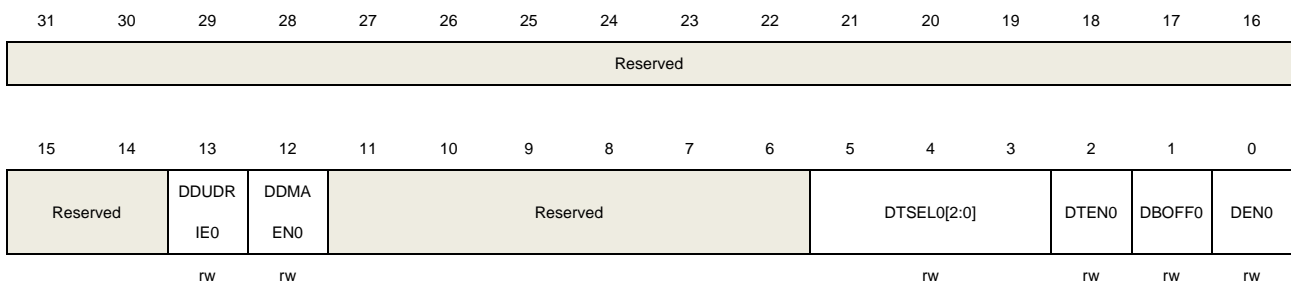 31 30 29 28 27 26 25 24 23 22 21 20 19 18 17 16
Reserved
15 14 13 12 11 10 9 8 7 6 5 4 3 2 1 0
Reserved DDUDR IE0 DDMA EN0 Reserved DTSEL0[2:0] DTEN0 DBOFF0 DEN0
rw rw rw rw rw rw